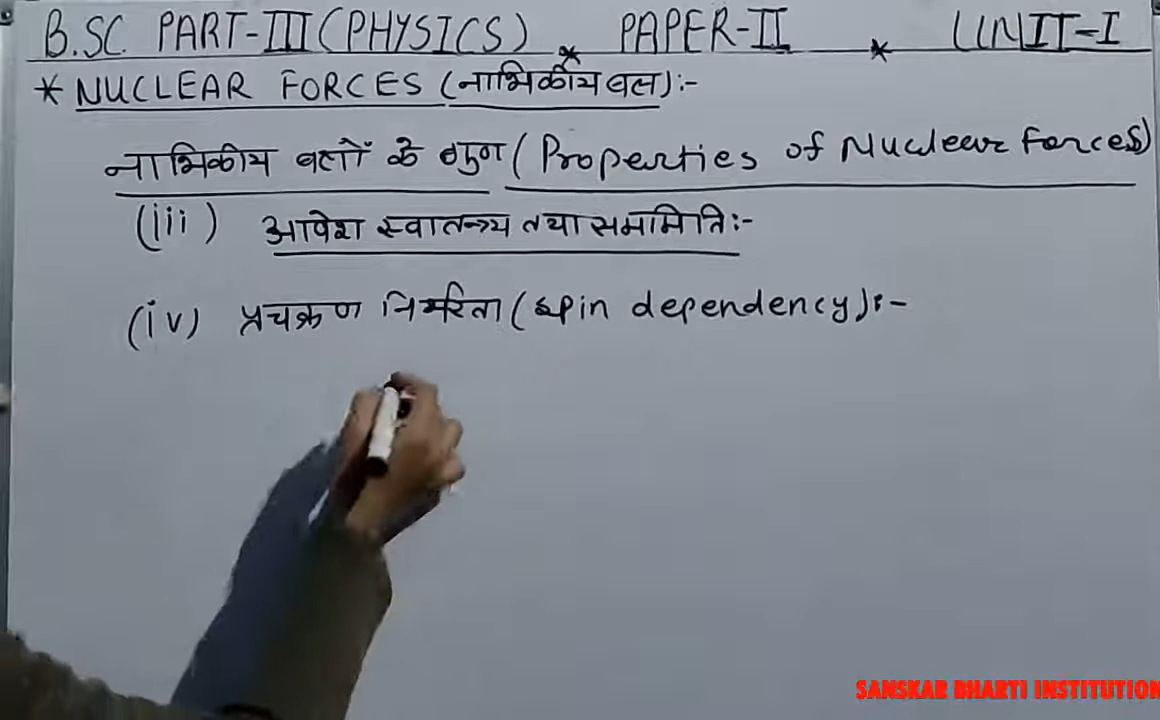 B.SC. PART-III (PHYSICS) * PAPER-II * UNIT-I
* NUCLEAR FORCES (नाभिकीय बल) :-
नाभिकीय बलों के गुण (Properties of Nuclear Forces)
(iii) आवेश स्वातन्त्र्य तथा सममिति :-
(iv) प्रचक्रण निर्भरता (spin dependency) :-
SANSKAR BHARTI INSTITUTION